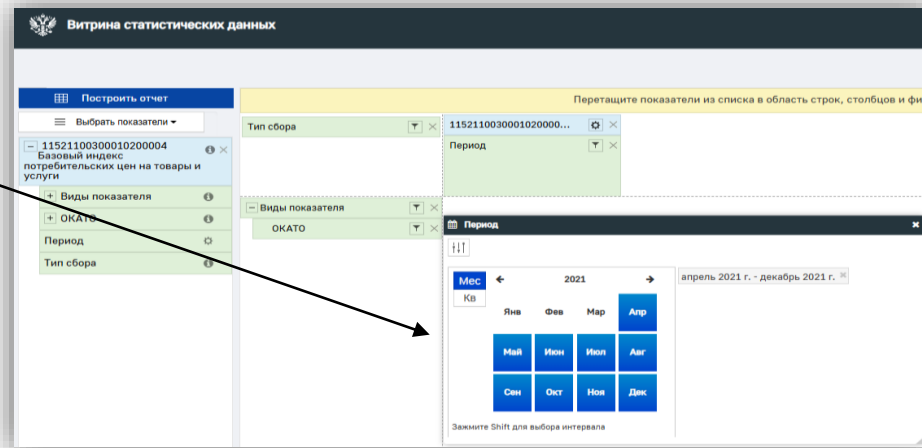 Витрина статистических данных
Построить отчет
Перетащите показатели из списка в область строк, столбцов и фи
Выбрать показатели
Тип сбора
1152110030001020000...
11521100300010200004
Базовый индекс
потребительских цен на товары и
услуги
Период
Виды показателя
ОКАТО
Период
Тип сбора
Виды показателя
ОКАТО
Период
Мес
Кв
2021
апрель 2021 г. - декабрь 2021 г.
Янв Фев Мар Апр
Май Июн Июл Авг
Сен Окт Ноя Дек
Зажмите Shift для выбора интервала